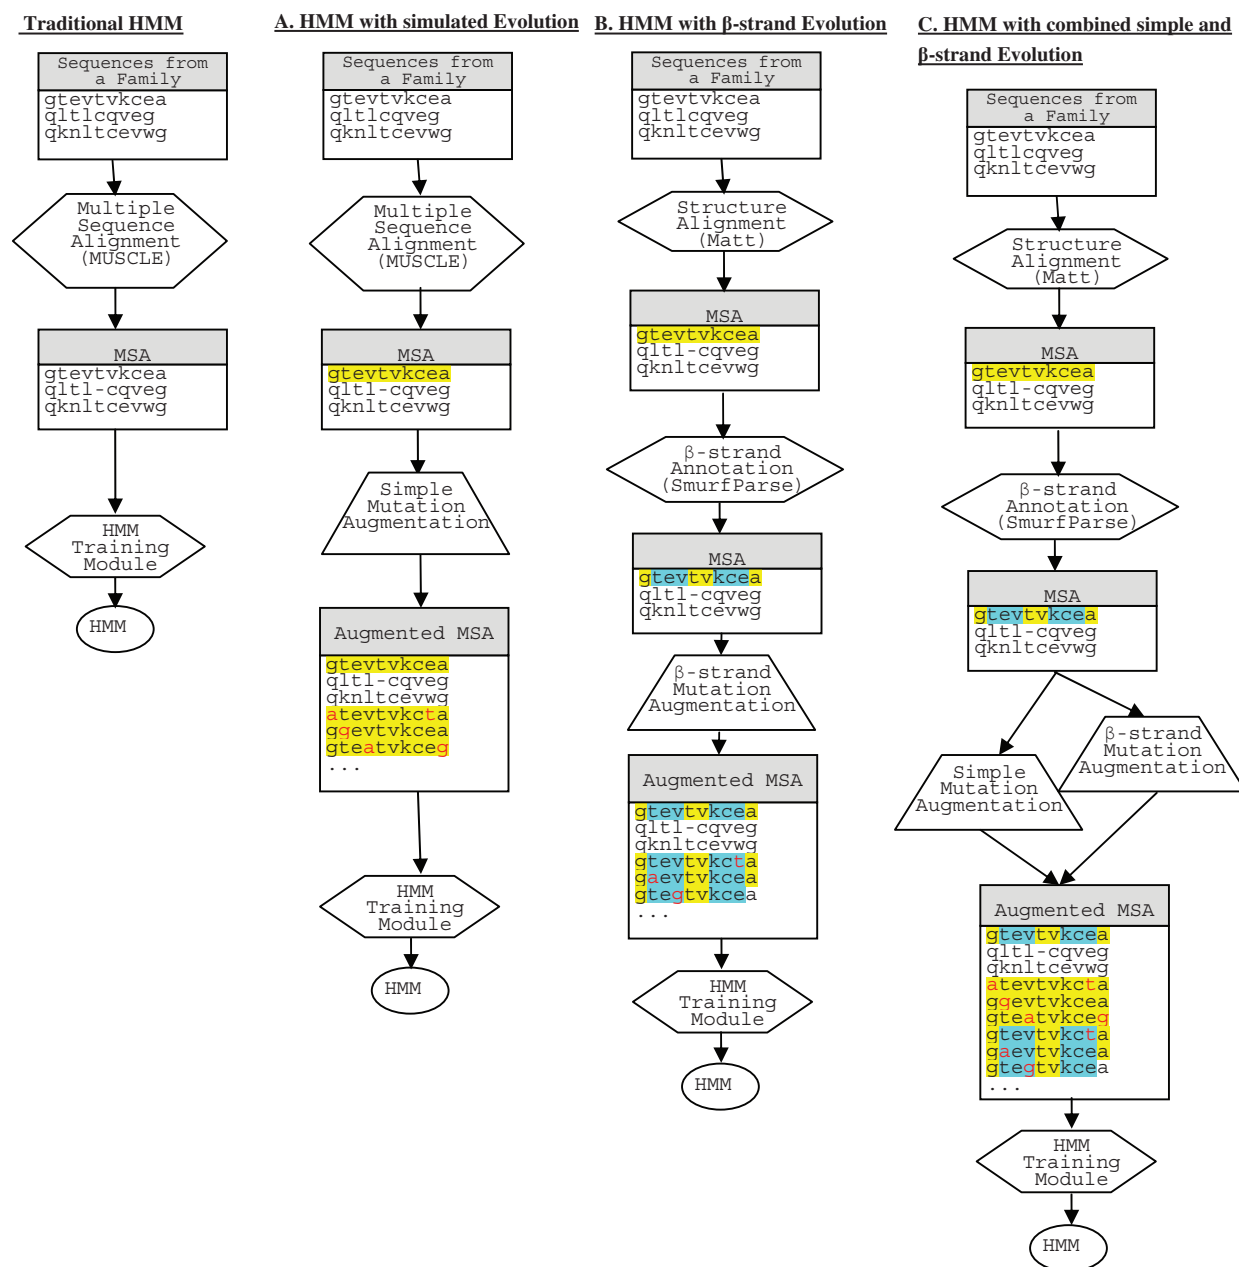 Traditional HMM
Sequences from
a Family
gtevtvkcea
qltlcqveg
qknltcevwg
Multiple
Sequence
Alignment
(MUSCLE)
MSA
gtevtvkcea
qltl-cqveg
qknltcevwg
HMM
Training
Module
HMM
A. HMM with simulated Evolution
Sequences from
a Family
gtevtvkcea
qltlcqveg
qknltcevwg
Multiple
Sequence
Alignment
(MUSCLE)
MSA
gtevtvkcea
qltl-cqveg
qknltcevwg
Simple
Mutation
Augmentation
Augmented MSA
gtevtvkcea
qltl-cqveg
qknltcevwg
atevtvkcta
ggevtvkcea
gteatvkceg
...
HMM
Training
Module
HMM
B. HMM with β-strand Evolution
Sequences from
a Family
gtevtvkcea
qltlcqveg
qknltcevwg
Structure
Alignment
(Matt)
MSA
gtevtvkcea
qltl-cqveg
qknltcevwg
β-strand
Annotation
(SmurfParse)
MSA
gtevtvkcea
qltl-cqveg
qknltcevwg
β-strand
Mutation
Augmentation
Augmented MSA
gtevtvkcea
qltl-cqveg
qknltcevwg
gtevtvkcta
gaevtvkcea
gtegtvkcea
...
HMM
Training
Module
HMM
C. HMM with combined simple and
β-strand Evolution
Sequences from
a Family
gtevtvkcea
qltlcqveg
qknltcevwg
Structure
Alignment
(Matt)
MSA
gtevtvkcea
qltl-cqveg
qknltcevwg
β-strand
Annotation
(SmurfParse)
MSA
gtevtvkcea
qltl-cqveg
qknltcevwg
Simple
Mutation
Augmentation
β-strand
Mutation
Augmentation
Augmented MSA
gtevtvkcea
qltl-cqveg
qknltcevwg
atevtvkcta
ggevtvkcea
gteatvkceg
gtevtvkcta
gaevtvkcea
gtegtvkcea
...
HMM
Training
Module
HMM